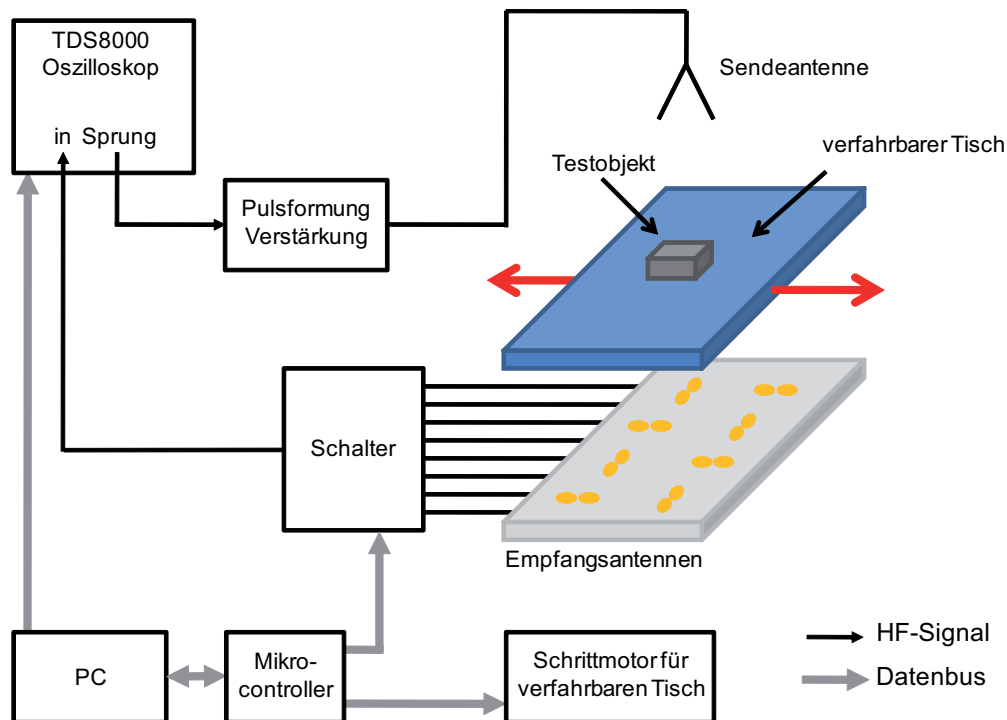 TDS8000
Oszilloskop
in Sprung
Sendeantenne
verfahrbarer Tisch
Testobjekt
Pulsformung
Verstärkung
Schalter
Empfangsantennen
PC
Mikro-
controller
Schrittmotor für
verfahrbaren Tisch
HF-Signal
Datenbus